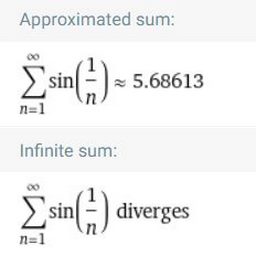 Approximated sum:
∞
∑ sin(1/n) ≈ 5.68613
n=1
Infinite sum:
∞
∑ sin(1/n) diverges
n=1